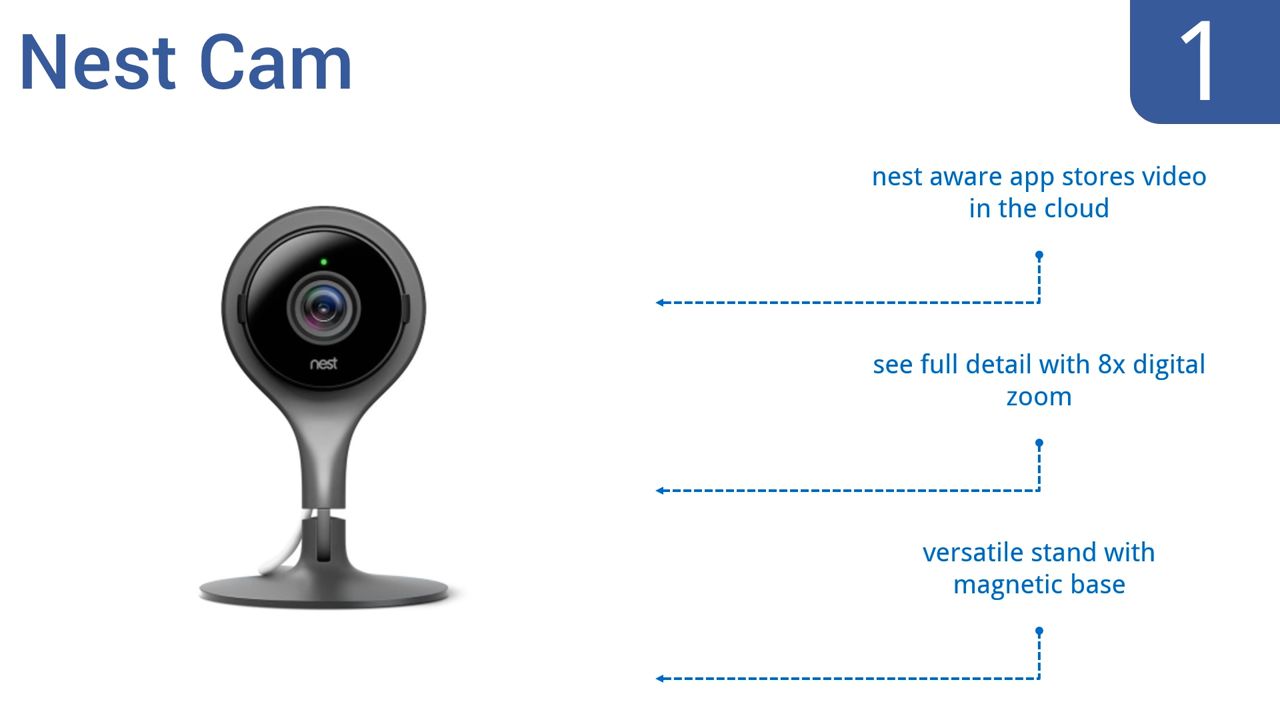 Nest Cam
1
nest aware app stores video
in the cloud
see full detail with 8x digital
zoom
nest
versatile stand with
magnetic base